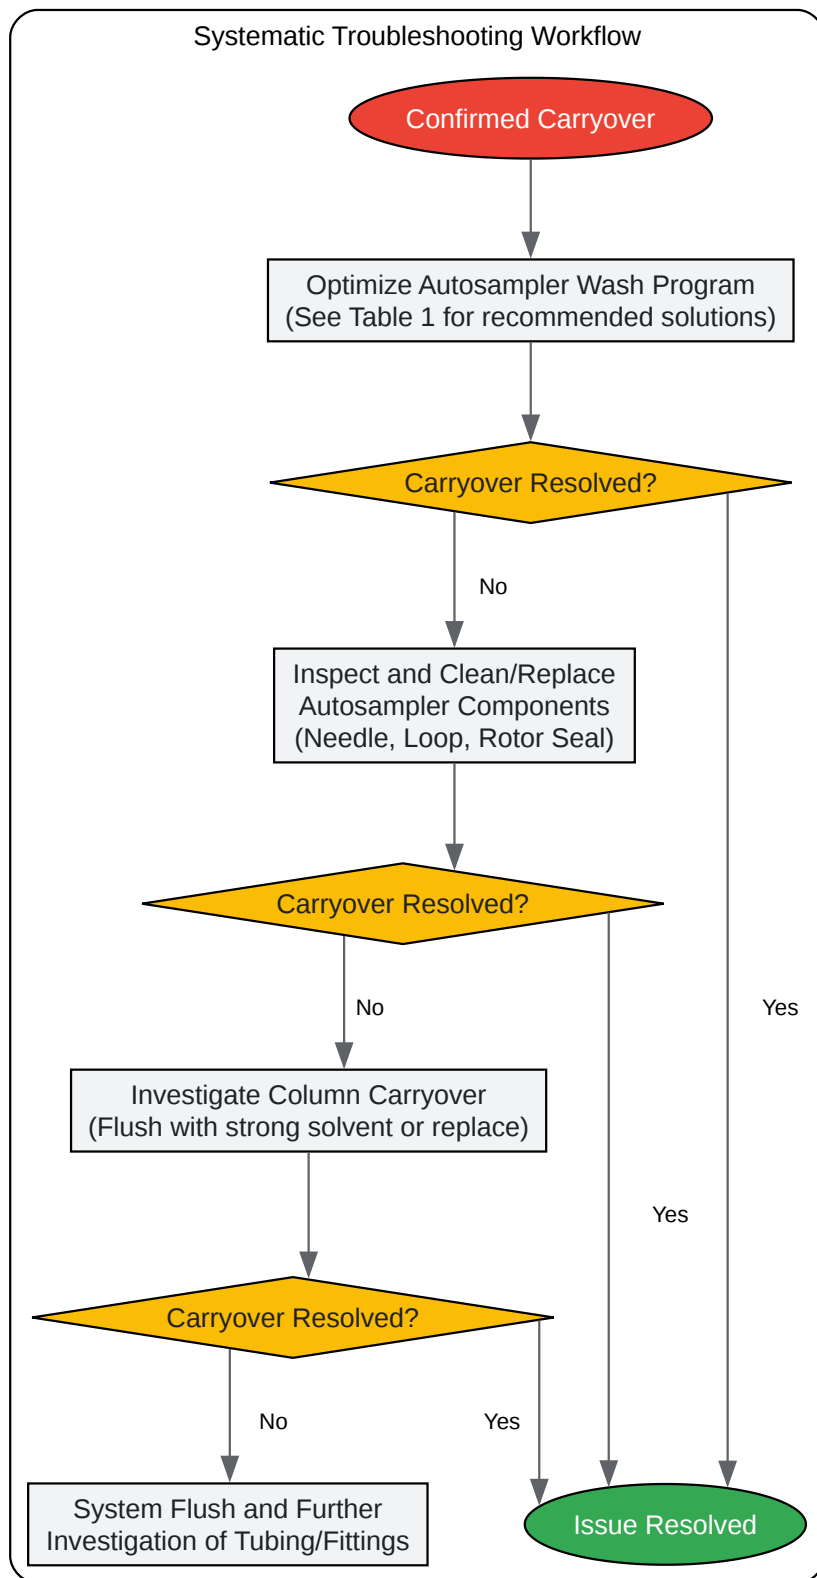 Systematic Troubleshooting Workflow
Confirmed Carryover
Optimize Autosampler Wash Program
(See Table 1 for recommended solutions)
Carryover Resolved?
No
Inspect and Clean/Replace
Autosampler Components
(Needle, Loop, Rotor Seal)
Carryover Resolved?
No
Yes
Investigate Column Carryover
(Flush with strong solvent or replace)
Yes
Carryover Resolved?
No
Yes
System Flush and Further
Investigation of Tubing/Fittings
Issue Resolved